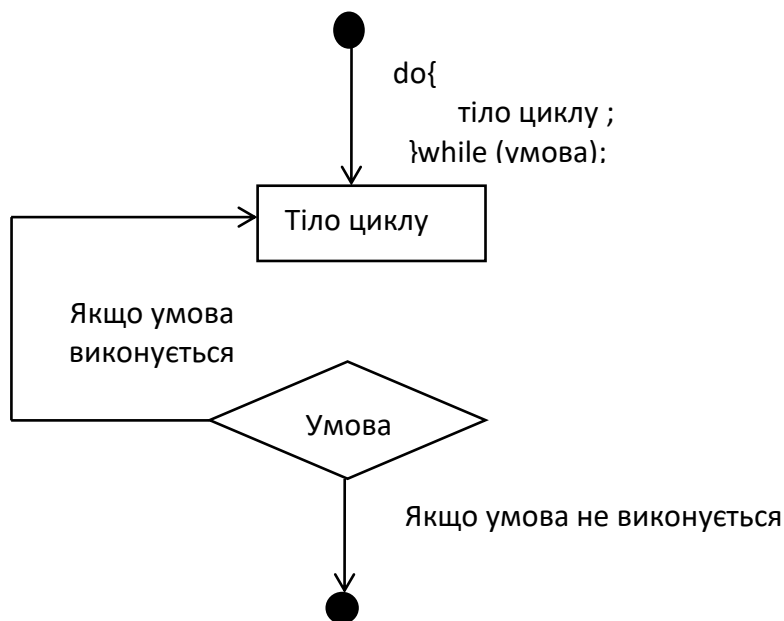 do{
тіло циклу ;
}while (умова);
Тіло циклу
Якщо умова
виконується
Умова
Якщо умова не виконується